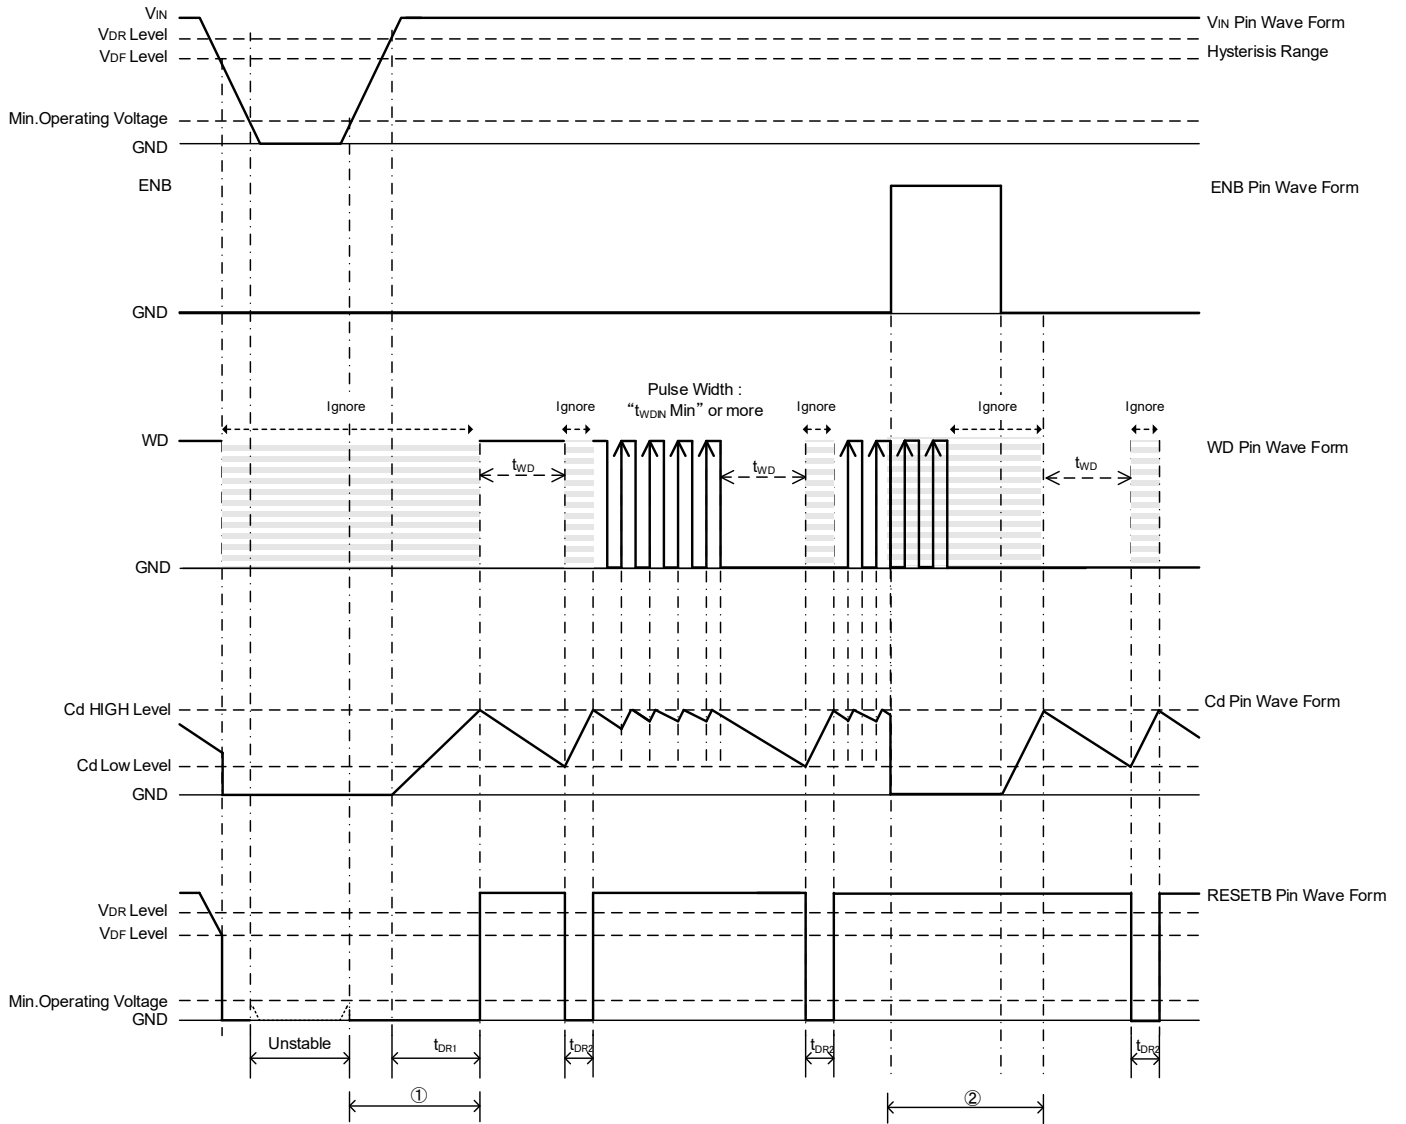 VIN
VIN Pin Wave Form
VDR Level
VDF Level
Hysterisis Range
Min.Operating Voltage
GND
ENB
ENB Pin Wave Form
GND
Pulse Width :
“tWDIN Min” or more
Ignore
Ignore
Ignore
Ignore
Ignore
WD
WD Pin Wave Form
tWD
tWD
tWD
GND
Cd HIGH Level
Cd Pin Wave Form
Cd Low Level
GND
RESETB Pin Wave Form
VDR Level
VDF Level
Min.Operating Voltage
GND
Unstable
tDR1
tDR2
tDR2
tDR2
①
②